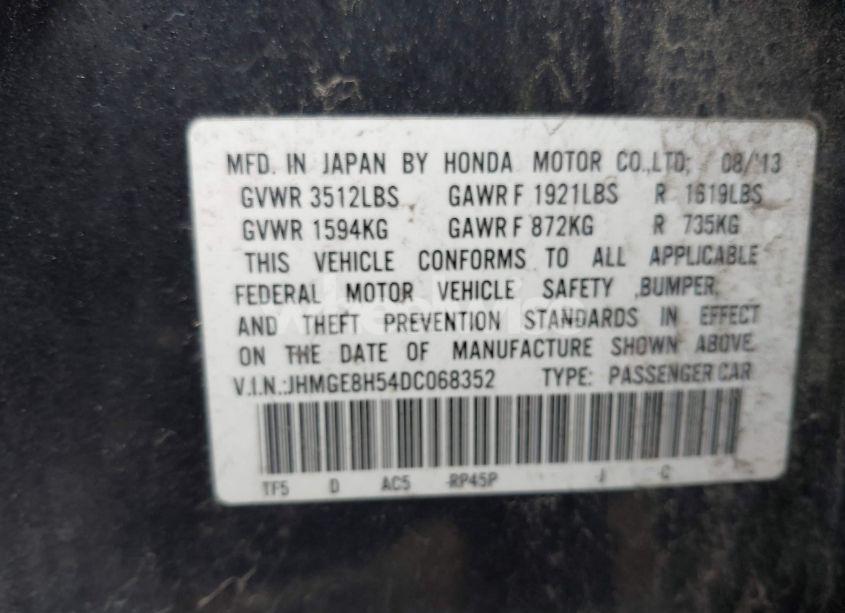 MFD. IN JAPAN BY HONDA MOTOR CO.,LTD; 08/'13
GVWR 3512LBS GAWR F 1921LBS R 1619LBS
GVWR 1594KG GAWR F 872KG R 735KG
THIS VEHICLE CONFORMS TO ALL APPLICABLE
FEDERAL MOTOR VEHICLE SAFETY ,BUMPER,
AND THEFT PREVENTION STANDARDS IN EFFECT
ON THE DATE OF MANUFACTURE SHOWN ABOVE.
V.I.N.:JHMGE8H54DC068352 TYPE: PASSENGER CAR
TF5 D AC5 -RP45P J C